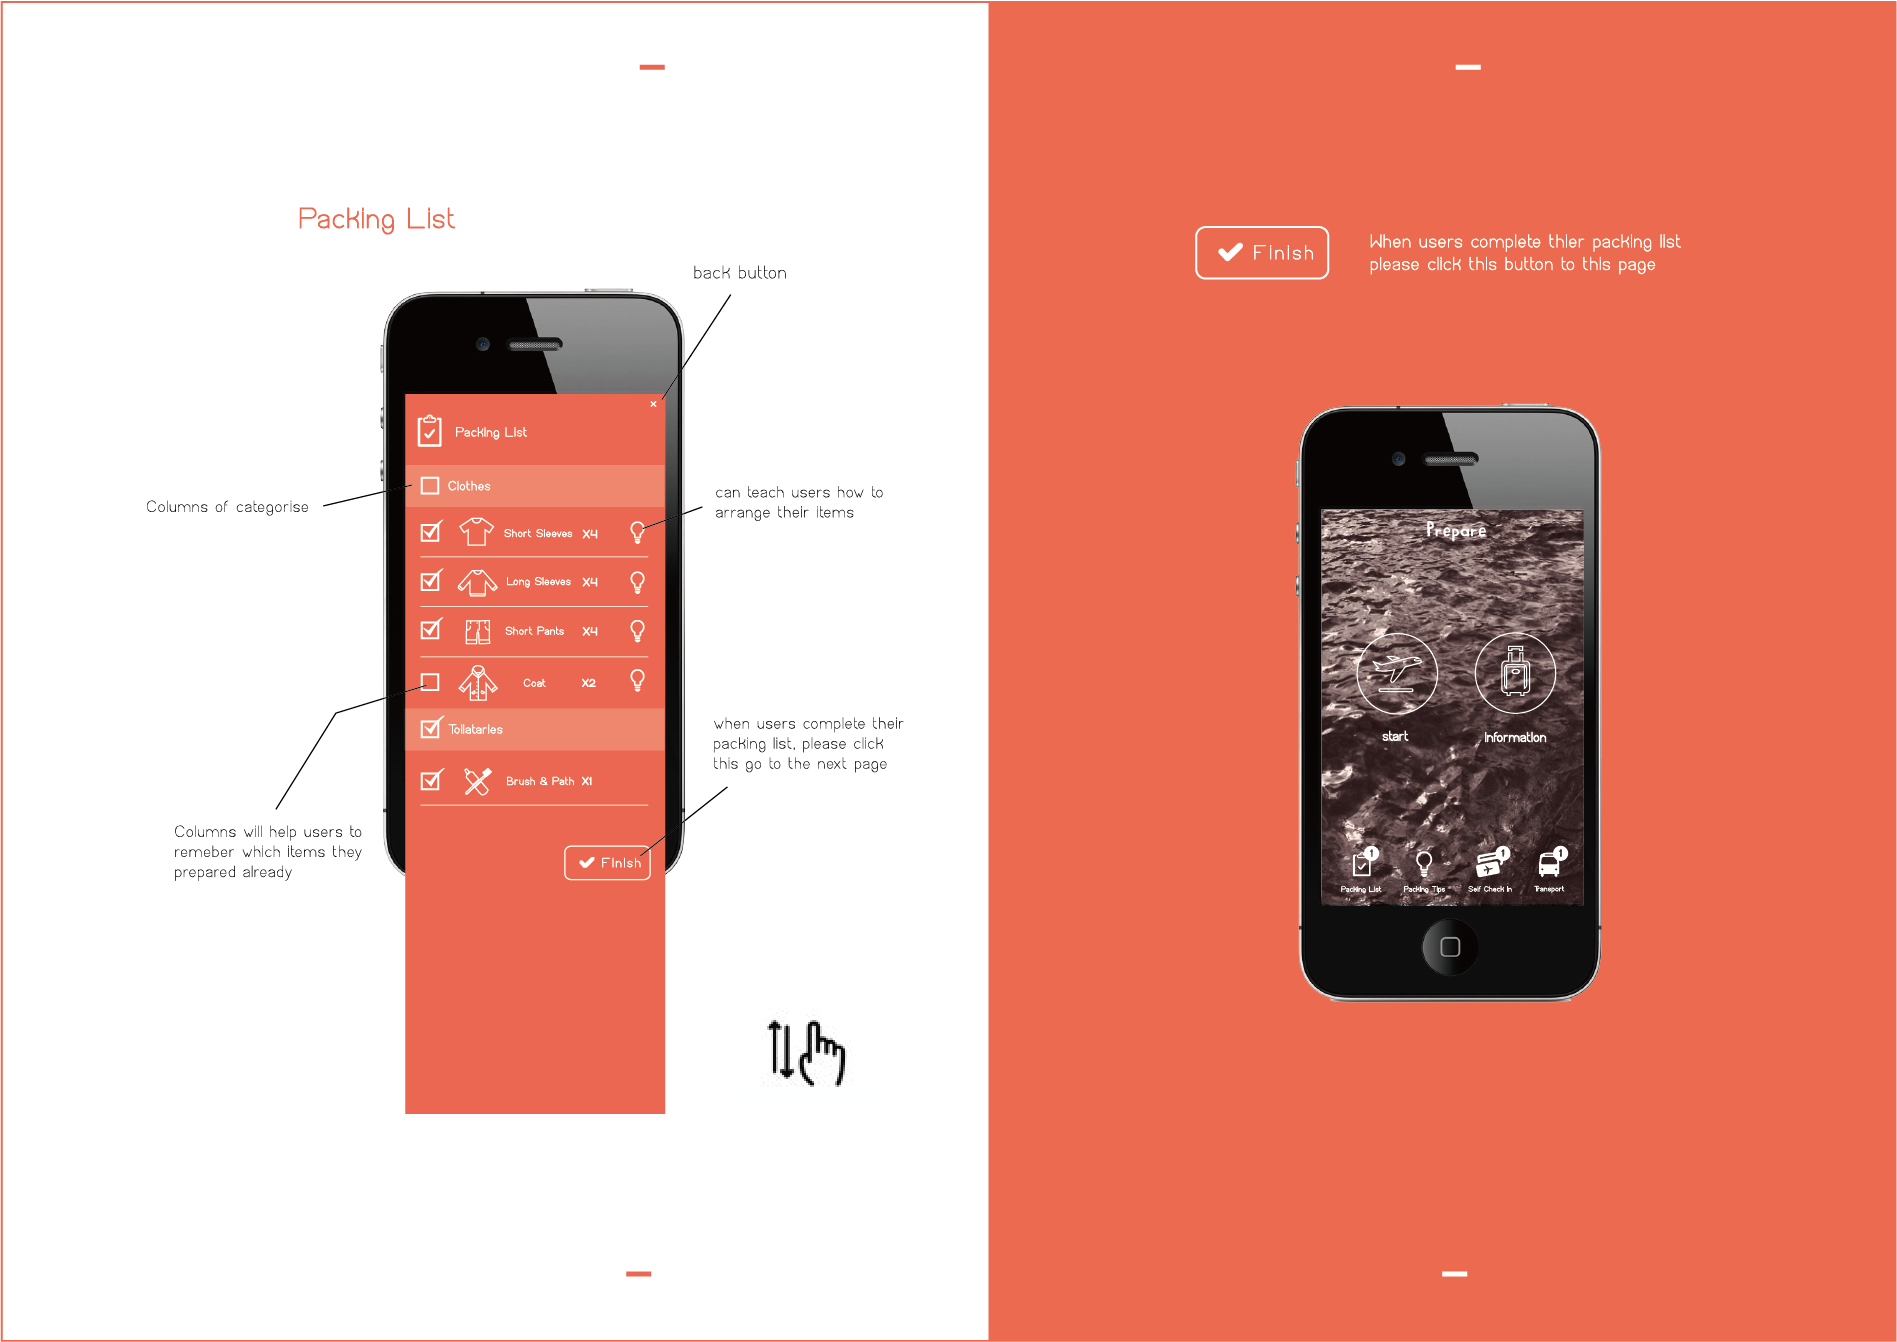 Packing List
back button
Packing List
Clothes
Columns of categorise
can teach users how to
arrange their items
Short Sleeves X4
Long Sleeves X4
Short Pants X4
Coat X2
Toilataries
when users complete their
packing list, please click
this go to the next page
Brush & Path X1
Columns will help users to
remeber which items they
prepared already
Finish
Finish
When users complete thier packing list
please click this button to this page
Prepare
start
Information
1
1
1
Packing List
Packing Tips
Self Check in
Transport